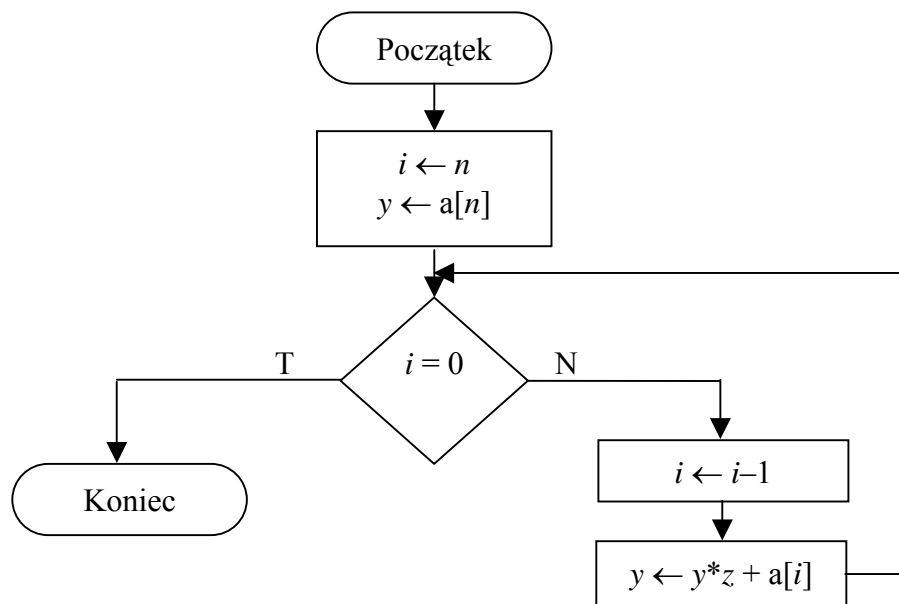 Początek
i ← n
y ← a[n]
T
i = 0
N
i ← i–1
Koniec
y ← y*z + a[i]